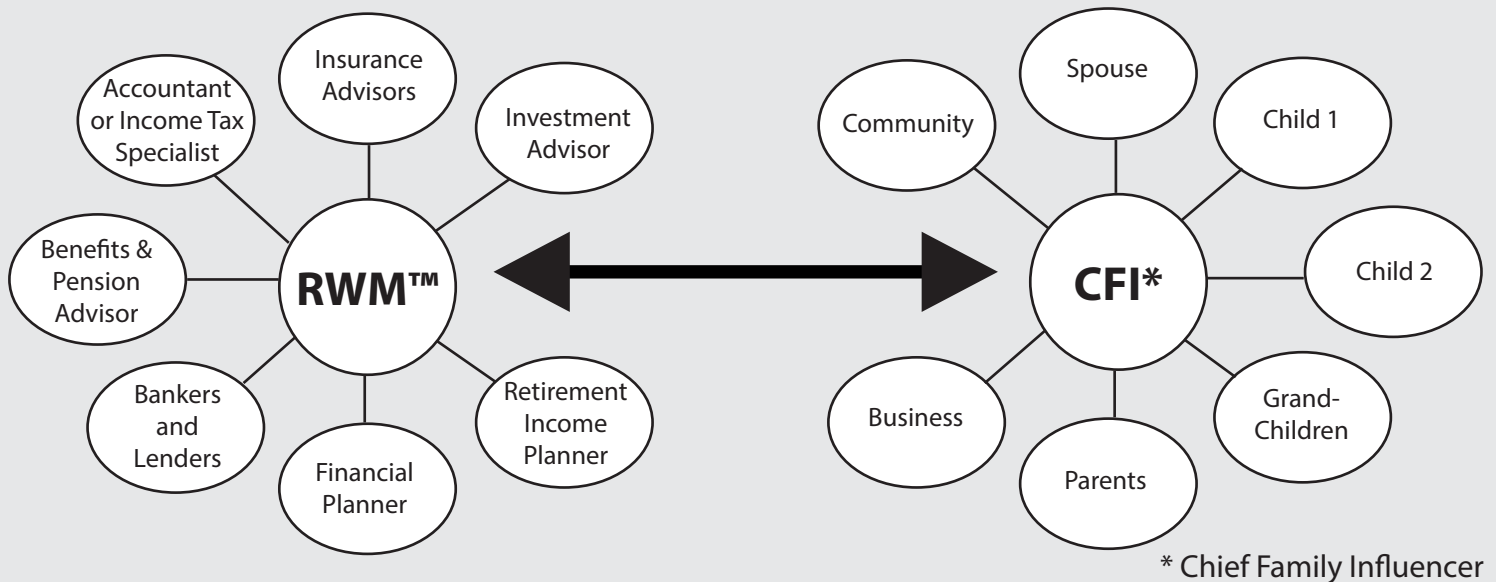 Insurance
Advisors
Accountant
or Income Tax
Specialist
Investment
Advisor
Benefits &
Pension
Advisor
RWM™
Bankers
and
Lenders
Retirement
Income
Planner
Financial
Planner
Spouse
Community
Child 1
CFI*
Child 2
Business
Grand-
Children
Parents
* Chief Family Influencer